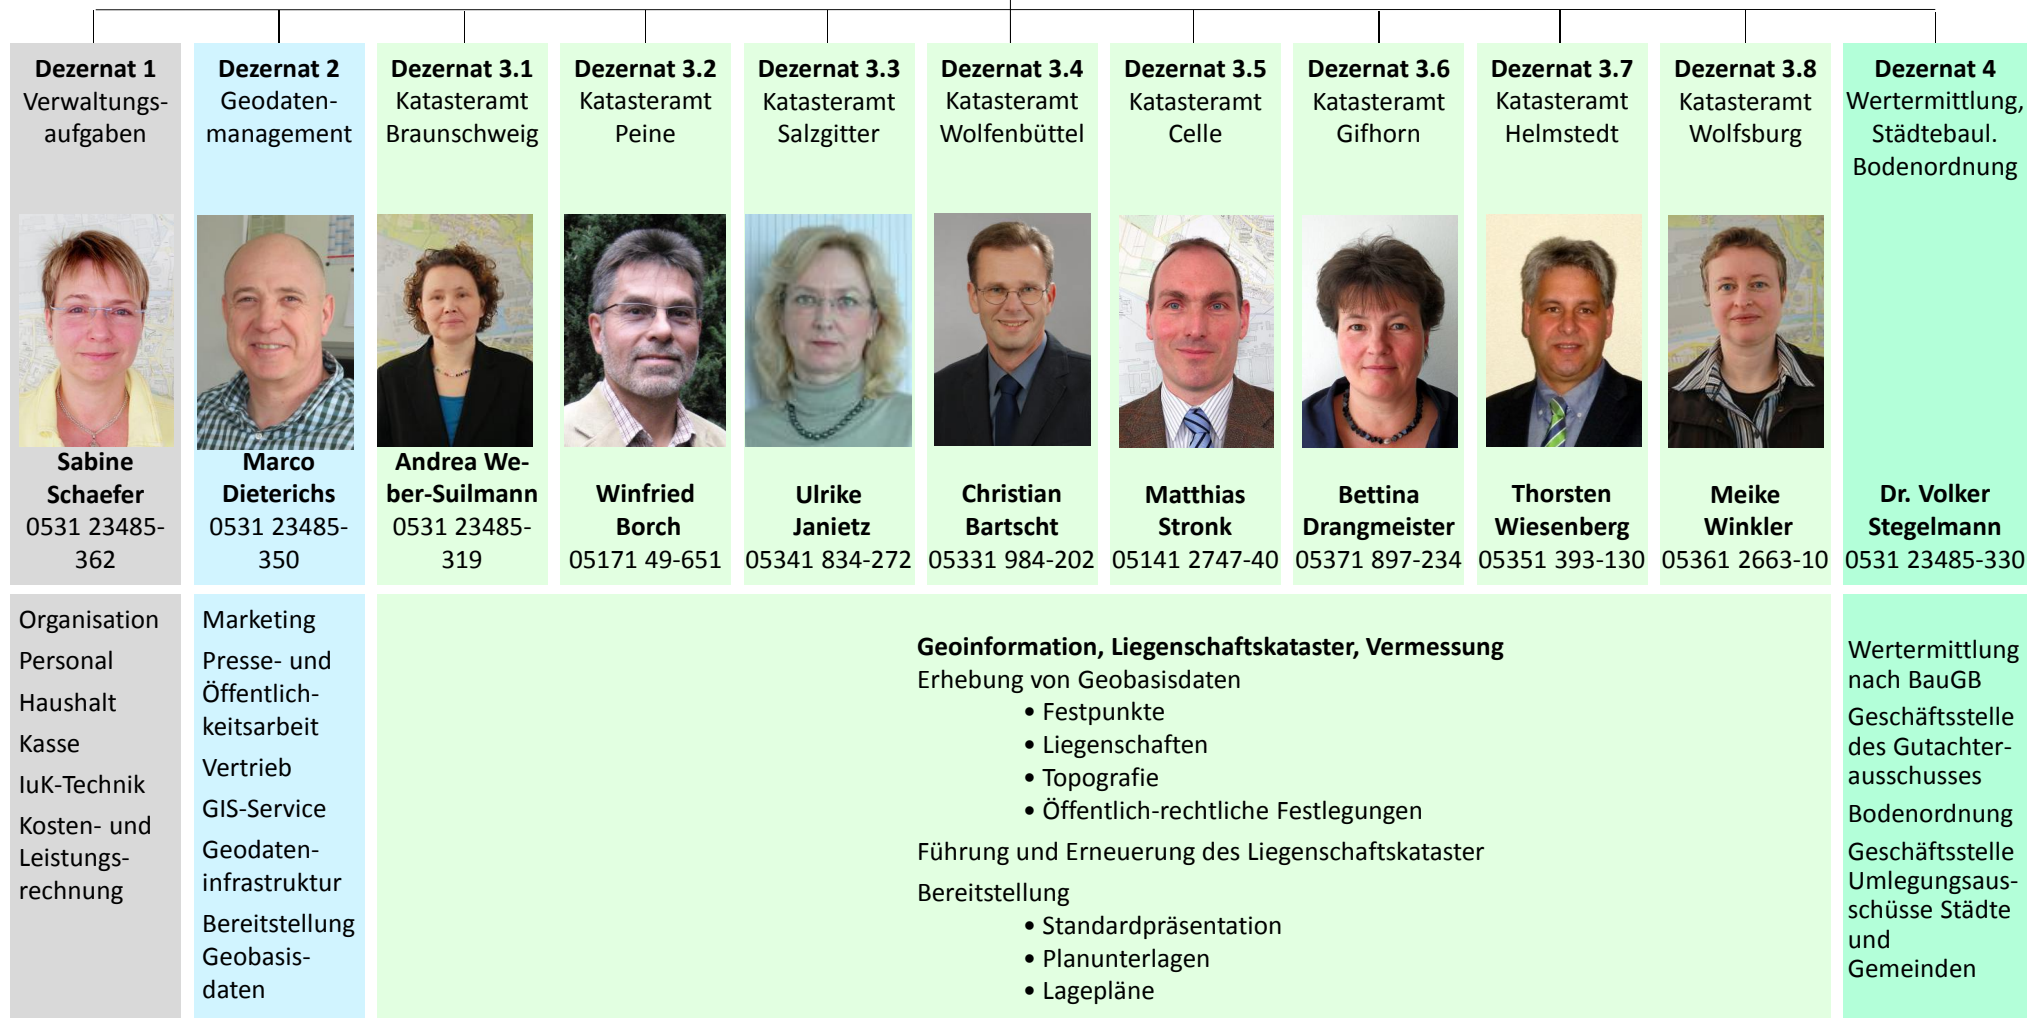 Dezernat 1
Verwaltungs-
aufgaben
Sabine
Schaefer
0531 23485-
362
Organisation
Personal
Haushalt
Kasse
IuK-Technik
Kosten- und
Leistungs-
rechnung
Dezernat 2
Geodaten-
management
Marco
Dieterichs
0531 23485-
350
Marketing
Presse- und
Öffentlich-
keitsarbeit
Vertrieb
GIS-Service
Geodaten-
infrastruktur
Bereitstellung
Geobasis-
daten
Dezernat 3.1
Katasteramt
Braunschweig
Andrea We-
ber-Suilmann
0531 23485-
319
Dezernat 3.2
Katasteramt
Peine
Winfried
Borch
05171 49-651
Dezernat 3.3
Katasteramt
Salzgitter
Ulrike
Janietz
05341 834-272
Dezernat 3.4
Katasteramt
Wolfenbüttel
Christian
Bartscht
05331 984-202
Dezernat 3.5
Katasteramt
Celle
Matthias
Stronk
05141 2747-40
Dezernat 3.6
Katasteramt
Gifhorn
Bettina
Drangmeister
05371 897-234
Dezernat 3.7
Katasteramt
Helmstedt
Thorsten
Wiesenberg
05351 393-130
Dezernat 3.8
Katasteramt
Wolfsburg
Meike
Winkler
05361 2663-10
Geoinformation, Liegenschaftskataster, Vermessung
Erhebung von Geobasisdaten
• Festpunkte
• Liegenschaften
• Topografie
• Öffentlich-rechtliche Festlegungen
Führung und Erneuerung des Liegenschaftskataster
Bereitstellung
• Standardpräsentation
• Planunterlagen
• Lagepläne
Dezernat 4
Wertermittlung,
Städtebaul.
Bodenordnung
Dr. Volker
Stegelmann
0531 23485-330
Wertermittlung
nach BauGB
Geschäftsstelle
des Gutachter-
ausschusses
Bodenordnung
Geschäftsstelle
Umlegungsaus-
schüsse Städte
und
Gemeinden